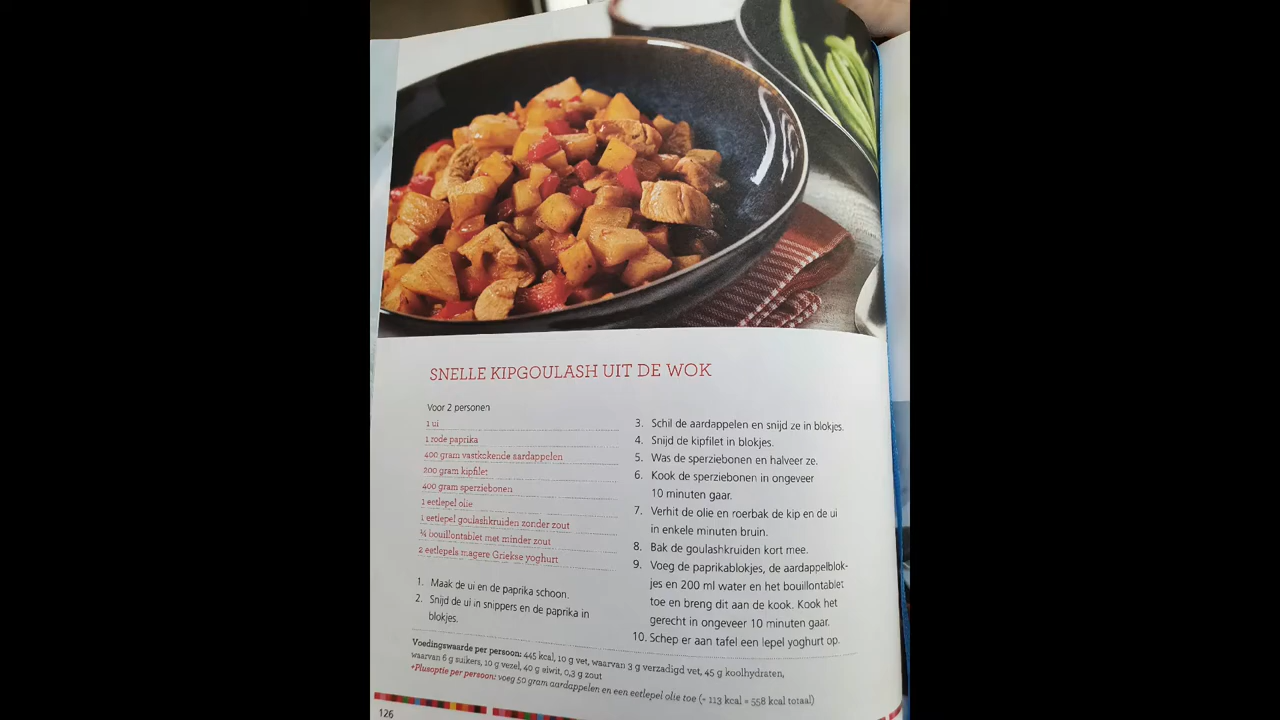 SNELLE KIPGOULASH UIT DE WOK
Voor 2 personen
1 ui
1 rode paprika
400 gram vastkokende aardappelen
200 gram kipfilet
400 gram sperziebonen
1 eetlepel olie
1 eetlepel goulashkruiden zonder zout
¼ bouillontablet met minder zout
2 eetlepels magere Griekse yoghurt
1. Maak de ui en de paprika schoon.
2. Snijd de ui in snippers en de paprika in
blokjes.
3. Schil de aardappelen en snijd ze in blokjes.
4. Snijd de kipfilet in blokjes.
5. Was de sperziebonen en halveer ze.
6. Kook de sperziebonen in ongeveer
10 minuten gaar.
7. Verhit de olie en roerbak de kip en de ui
in enkele minuten bruin.
8. Bak de goulashkruiden kort mee.
9. Voeg de paprikablokjes, de aardappelblok-
jes en 200 ml water en het bouillontablet
toe en breng dit aan de kook. Kook het
gerecht in ongeveer 10 minuten gaar.
10. Schep er aan tafel een lepel yoghurt op.
Voedingswaarde per persoon: 445 kcal, 10 g vet, waarvan 3 g verzadigd vet, 45 g koolhydraten,
waarvan 6 g suikers, 10 g vezel, 40 g eiwit, 0,3 g zout
+Plusoptie per persoon: voeg 50 gram aardappelen en een eetlepel olie toe (+ 113 kcal = 558 kcal totaal)
126